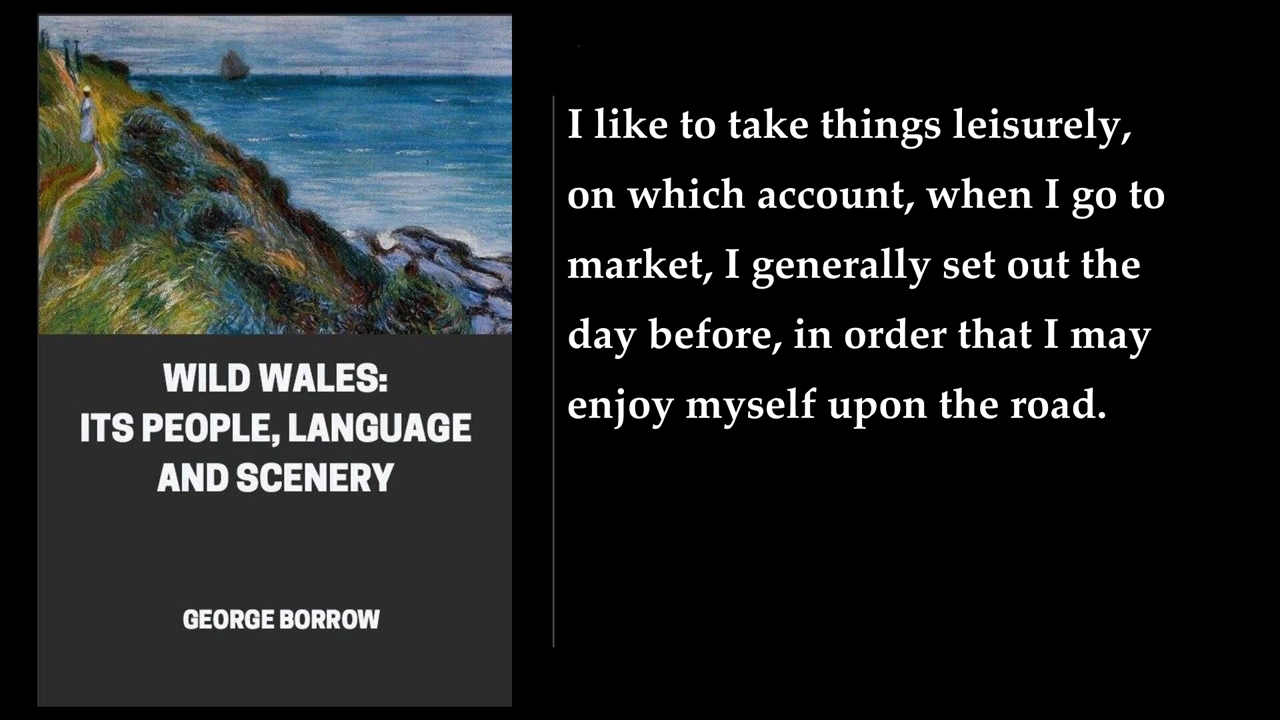 WILD WALES:
ITS PEOPLE, LANGUAGE
AND SCENERY
GEORGE BORROW
I like to take things leisurely,
on which account, when I go to
market, I generally set out the
day before, in order that I may
enjoy myself upon the road.